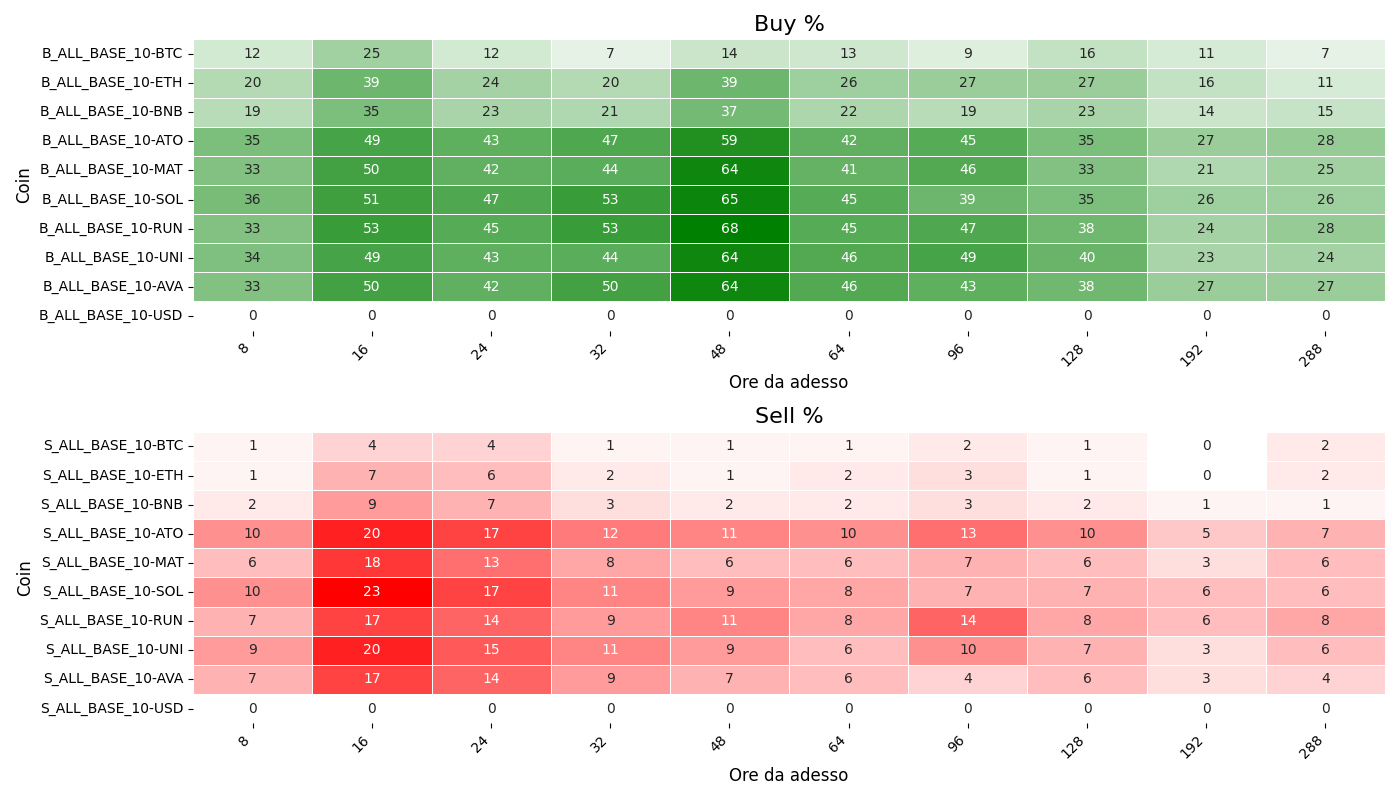 Buy %
Coin
B_ALL_BASE_10-BTC 12 25 12 7 14 13 9 16 11 7
B_ALL_BASE_10-ETH 20 39 24 20 39 26 27 27 16 11
B_ALL_BASE_10-BNB 19 35 23 21 37 22 19 23 14 15
B_ALL_BASE_10-ATO 35 49 43 47 59 42 45 35 27 28
B_ALL_BASE_10-MAT 33 50 42 44 64 41 46 33 21 25
B_ALL_BASE_10-SOL 36 51 47 53 65 45 39 35 26 26
B_ALL_BASE_10-RUN 33 53 45 53 68 45 47 38 24 28
B_ALL_BASE_10-UNI 34 49 43 44 64 46 49 40 23 24
B_ALL_BASE_10-AVA 33 50 42 50 64 46 43 38 27 27
B_ALL_BASE_10-USD 0 0 0 0 0 0 0 0 0 0
8 16 24 32 48 64 96 128 192 288
Ore da adesso
Sell %
Coin
S_ALL_BASE_10-BTC 1 4 4 1 1 1 2 1 0 2
S_ALL_BASE_10-ETH 1 7 6 2 1 2 3 1 0 2
S_ALL_BASE_10-BNB 2 9 7 3 2 2 3 2 1 1
S_ALL_BASE_10-ATO 10 20 17 12 11 10 13 10 5 7
S_ALL_BASE_10-MAT 6 18 13 8 6 6 7 6 3 6
S_ALL_BASE_10-SOL 10 23 17 11 9 8 7 7 6 6
S_ALL_BASE_10-RUN 7 17 14 9 11 8 14 8 6 8
S_ALL_BASE_10-UNI 9 20 15 11 9 6 10 7 3 6
S_ALL_BASE_10-AVA 7 17 14 9 7 6 4 6 3 4
S_ALL_BASE_10-USD 0 0 0 0 0 0 0 0 0 0
8 16 24 32 48 64 96 128 192 288
Ore da adesso